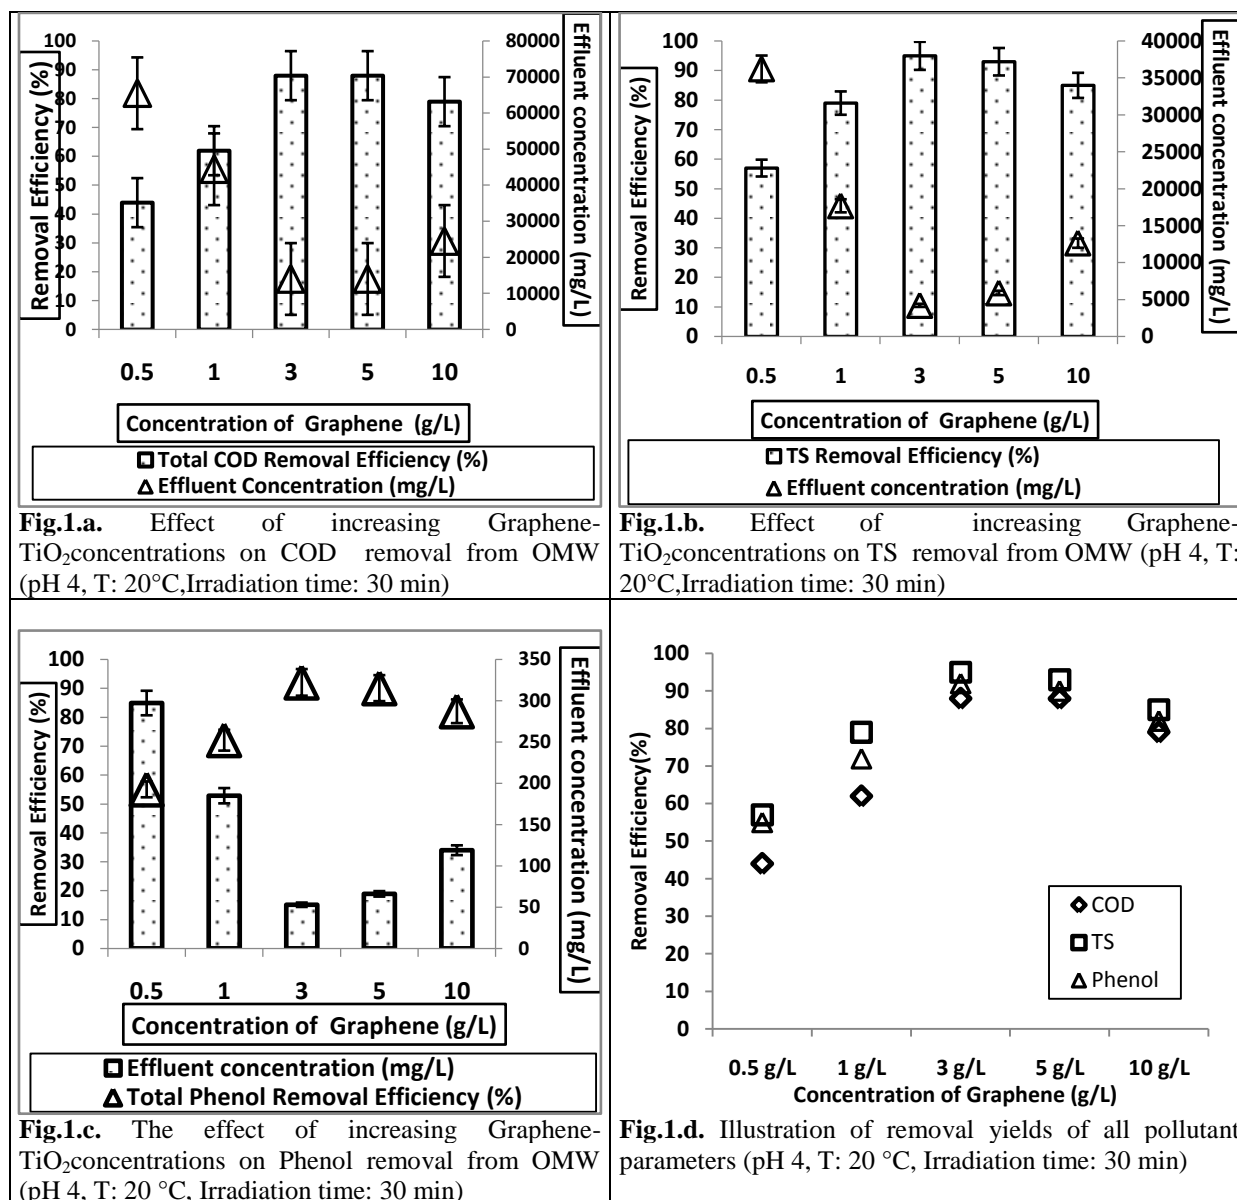 100
90
80
70
60
50
40
30
20
10
0
Removal Efficiency (%)
80000
70000
60000
50000
40000
30000
20000
10000
0
Effluent concentration (mg/L)
0.5 1 3 5 10
Concentration of Graphene (g/L)
Total COD Removal Efficiency (%)
Effluent Concentration (mg/L)
Fig.1.a. Effect of increasing Graphene-
TiO₂concentrations on COD removal from OMW
(pH 4, T: 20°C,Irradiation time: 30 min)
100
90
80
70
60
50
40
30
20
10
0
Removal Efficiency (%)
40000
35000
30000
25000
20000
15000
10000
5000
0
Effluent concentration (mg/L)
0.5 1 3 5 10
Concentration of Graphene (g/L)
TS Removal Efficiency (%)
Effluent concentration (mg/L)
Fig.1.b. Effect of increasing Graphene-
TiO₂concentrations on TS removal from OMW (pH 4, T:
20°C,Irradiation time: 30 min)
100
90
80
70
60
50
40
30
20
10
0
Removal Efficiency (%)
350
300
250
200
150
100
50
0
Effluent concentration (mg/L)
0.5 1 3 5 10
Concentration of Graphene (g/L)
Effluent concentration (mg/L)
Total Phenol Removal Efficiency (%)
Fig.1.c. The effect of increasing Graphene-
TiO₂concentrations on Phenol removal from OMW
(pH 4, T: 20 °C, Irradiation time: 30 min)
100
90
80
70
60
50
40
30
20
10
0
Removal Efficiency(%)
COD
TS
Phenol
0.5 g/L 1 g/L 3 g/L 5 g/L 10 g/L
Concentration of Graphene (g/L)
Fig.1.d. Illustration of removal yields of all pollutant
parameters (pH 4, T: 20 °C, Irradiation time: 30 min)